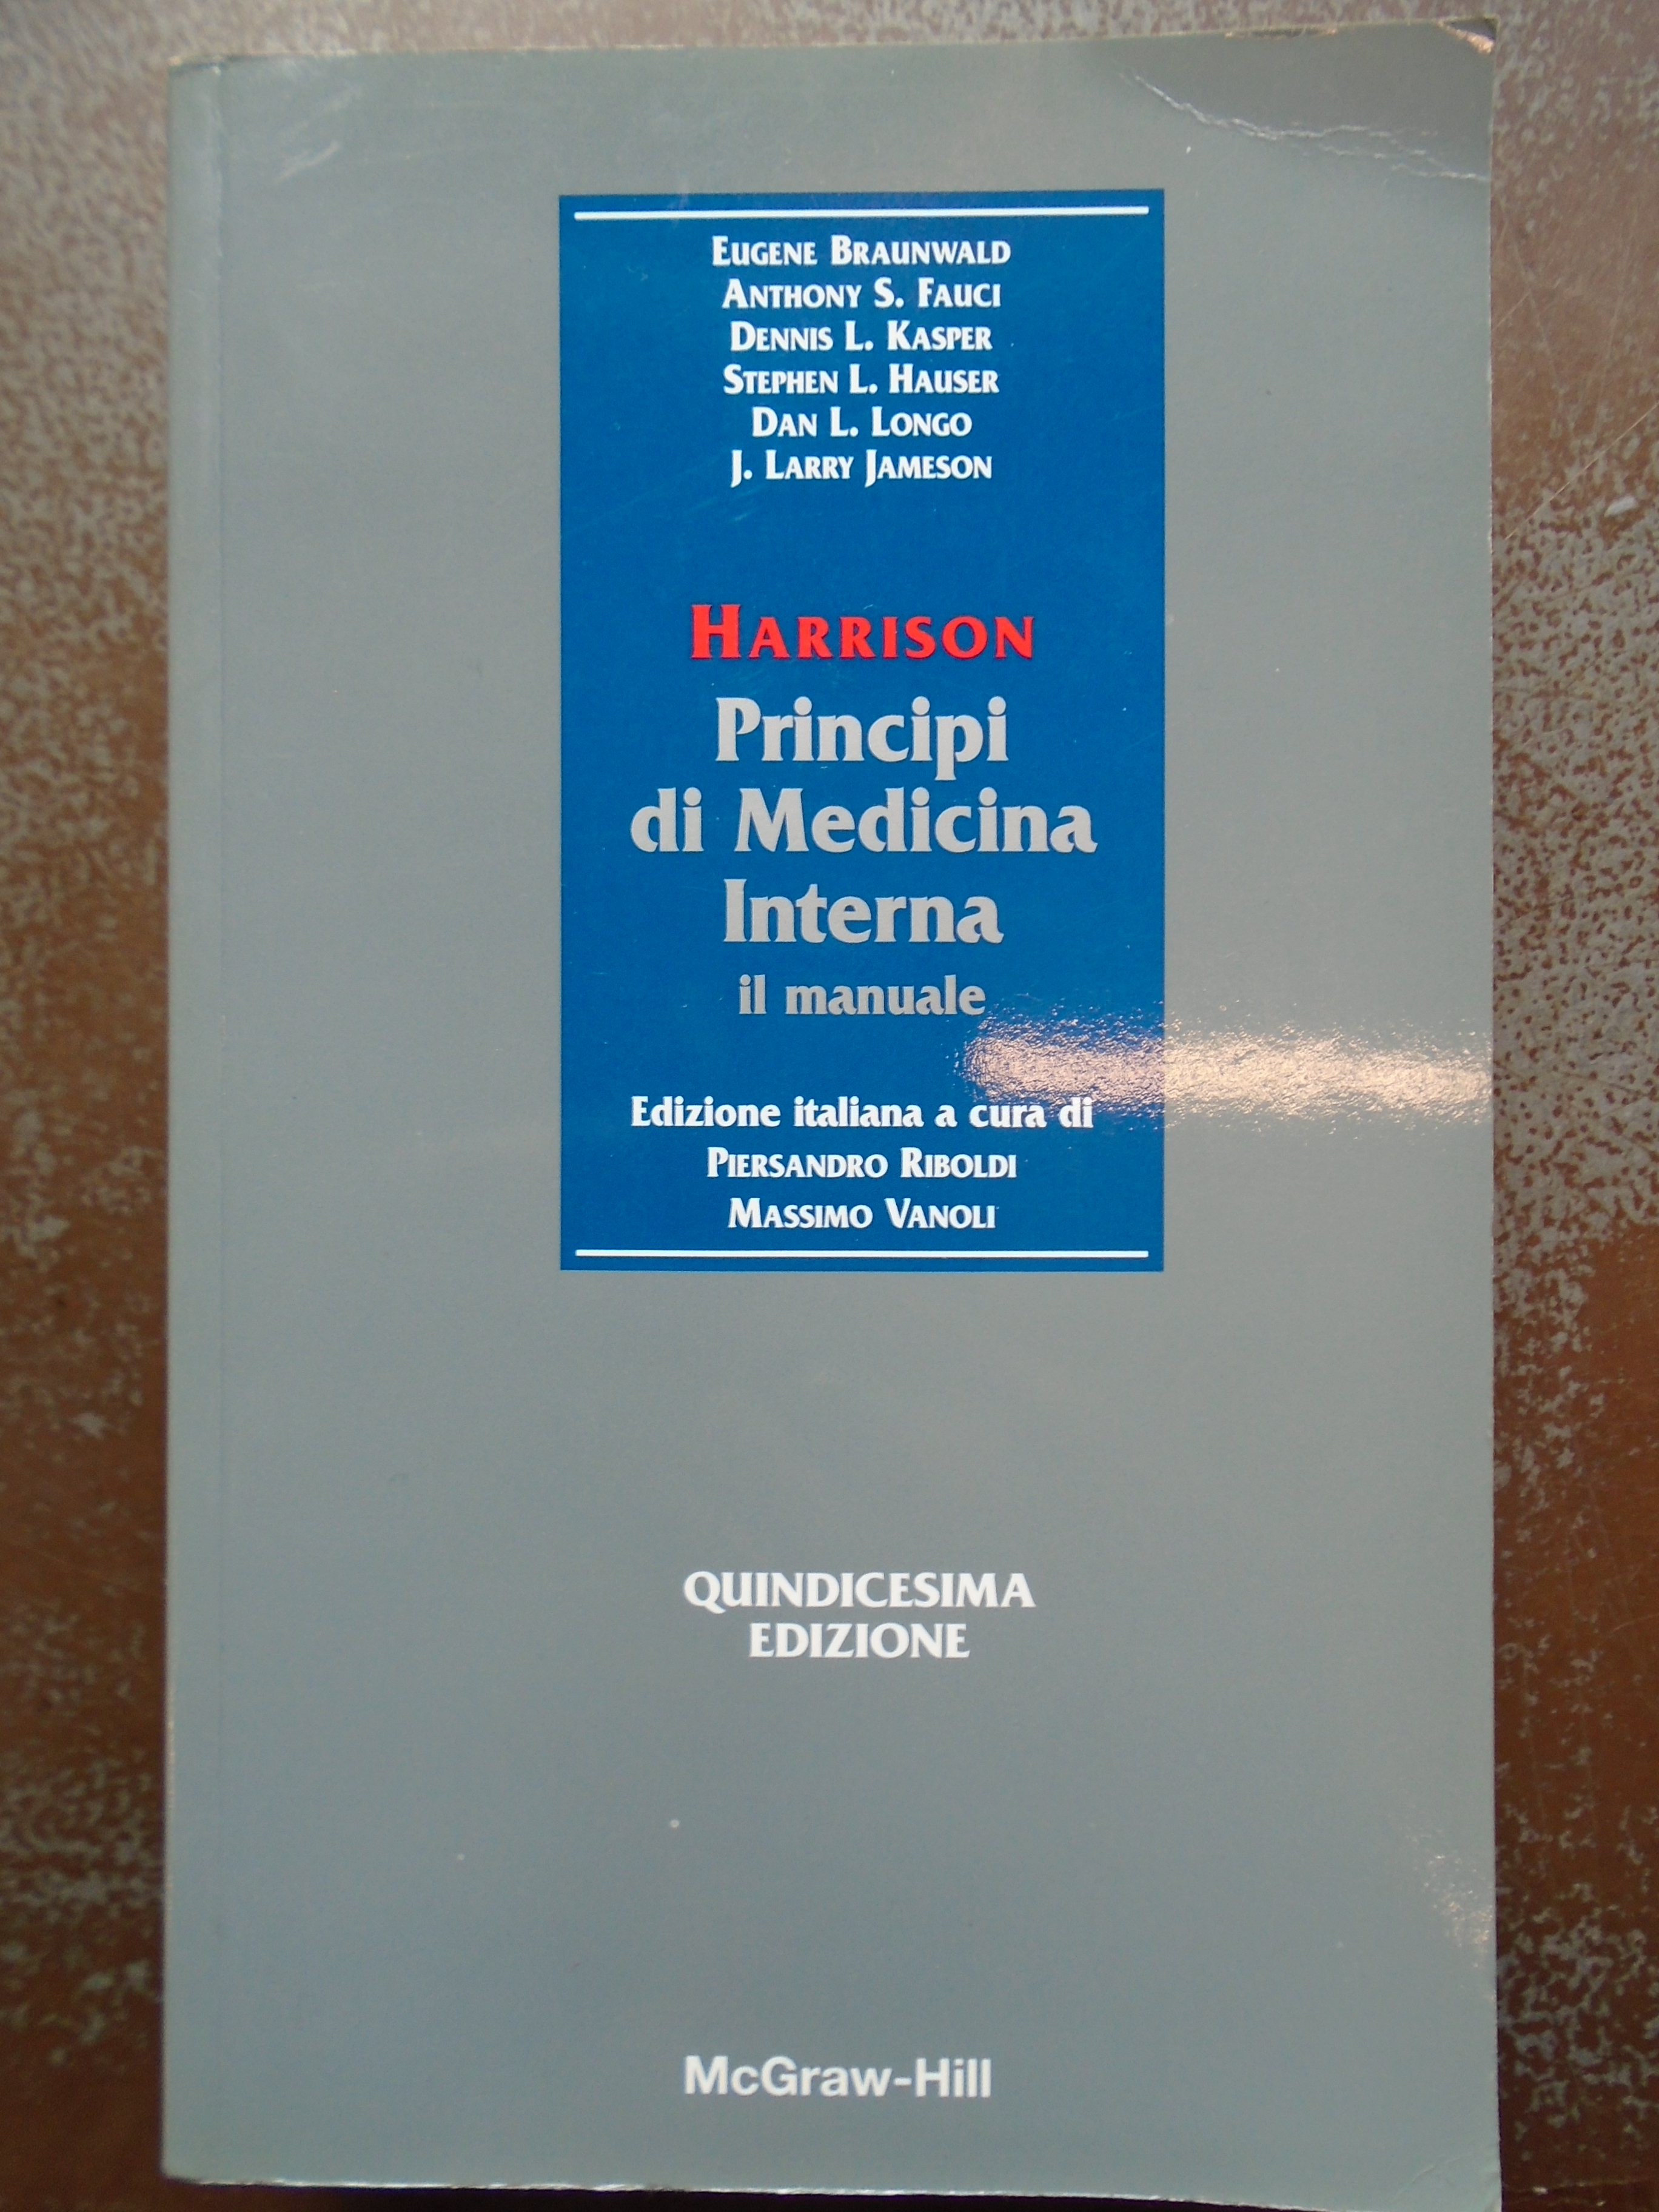 EUGENE BRAUNWALD
ANTHONY S. FAUCI
DENNIS L. KASPER
STEPHEN L. HAUSER
DAN L. LONGO
J. LARRY JAMESON
HARRISON
Principi
di Medicina
Interna
il manuale
Edizione italiana a cura di
PIERSANDRO RIBOLDI
MASSIMO VANOLI
QUINDICESIMA
EDIZIONE
McGraw-Hill